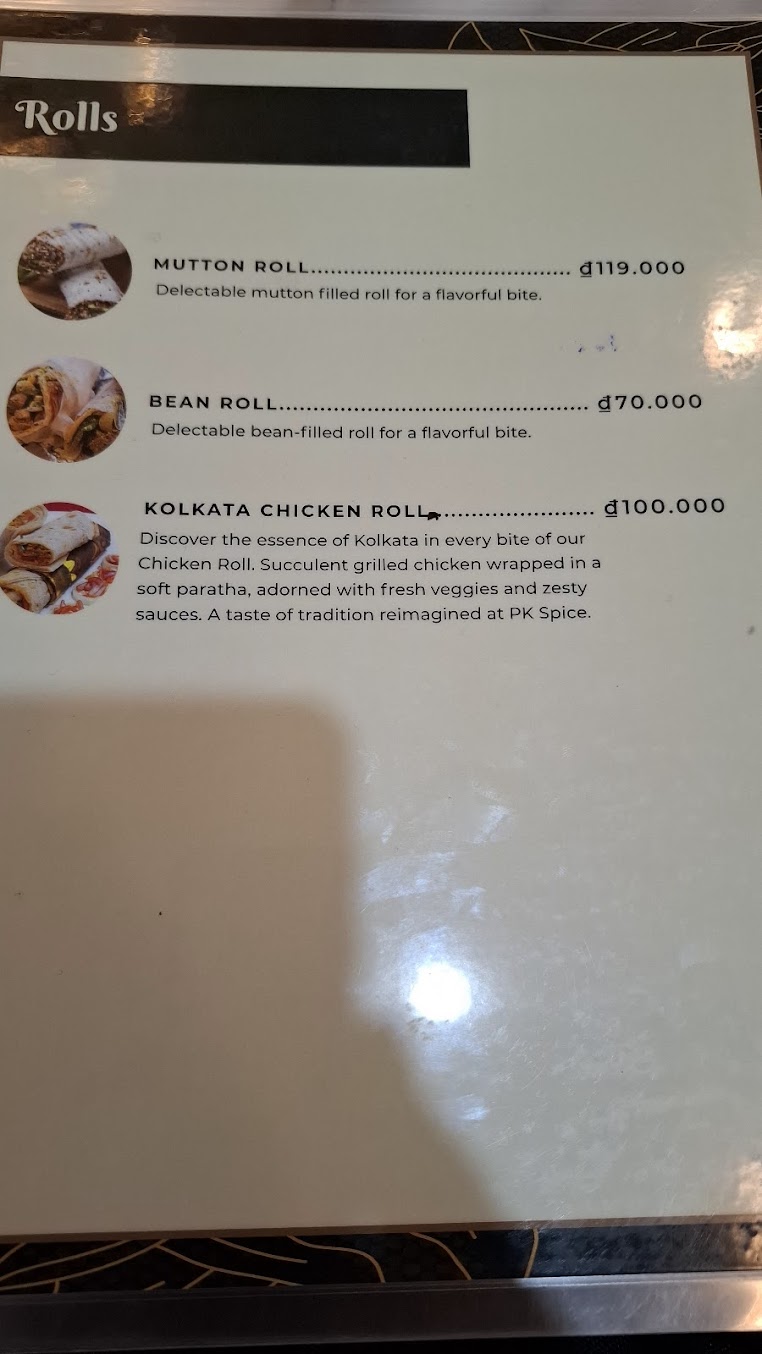 Rolls
MUTTON ROLL........................................ ₫119.000
Delectable mutton filled roll for a flavorful bite.
BEAN ROLL.............................................. ₫70.000
Delectable bean-filled roll for a flavorful bite.
KOLKATA CHICKEN ROLL......................... ₫100.000
Discover the essence of Kolkata in every bite of our
Chicken Roll. Succulent grilled chicken wrapped in a
soft paratha, adorned with fresh veggies and zesty
sauces. A taste of tradition reimagined at PK Spice.